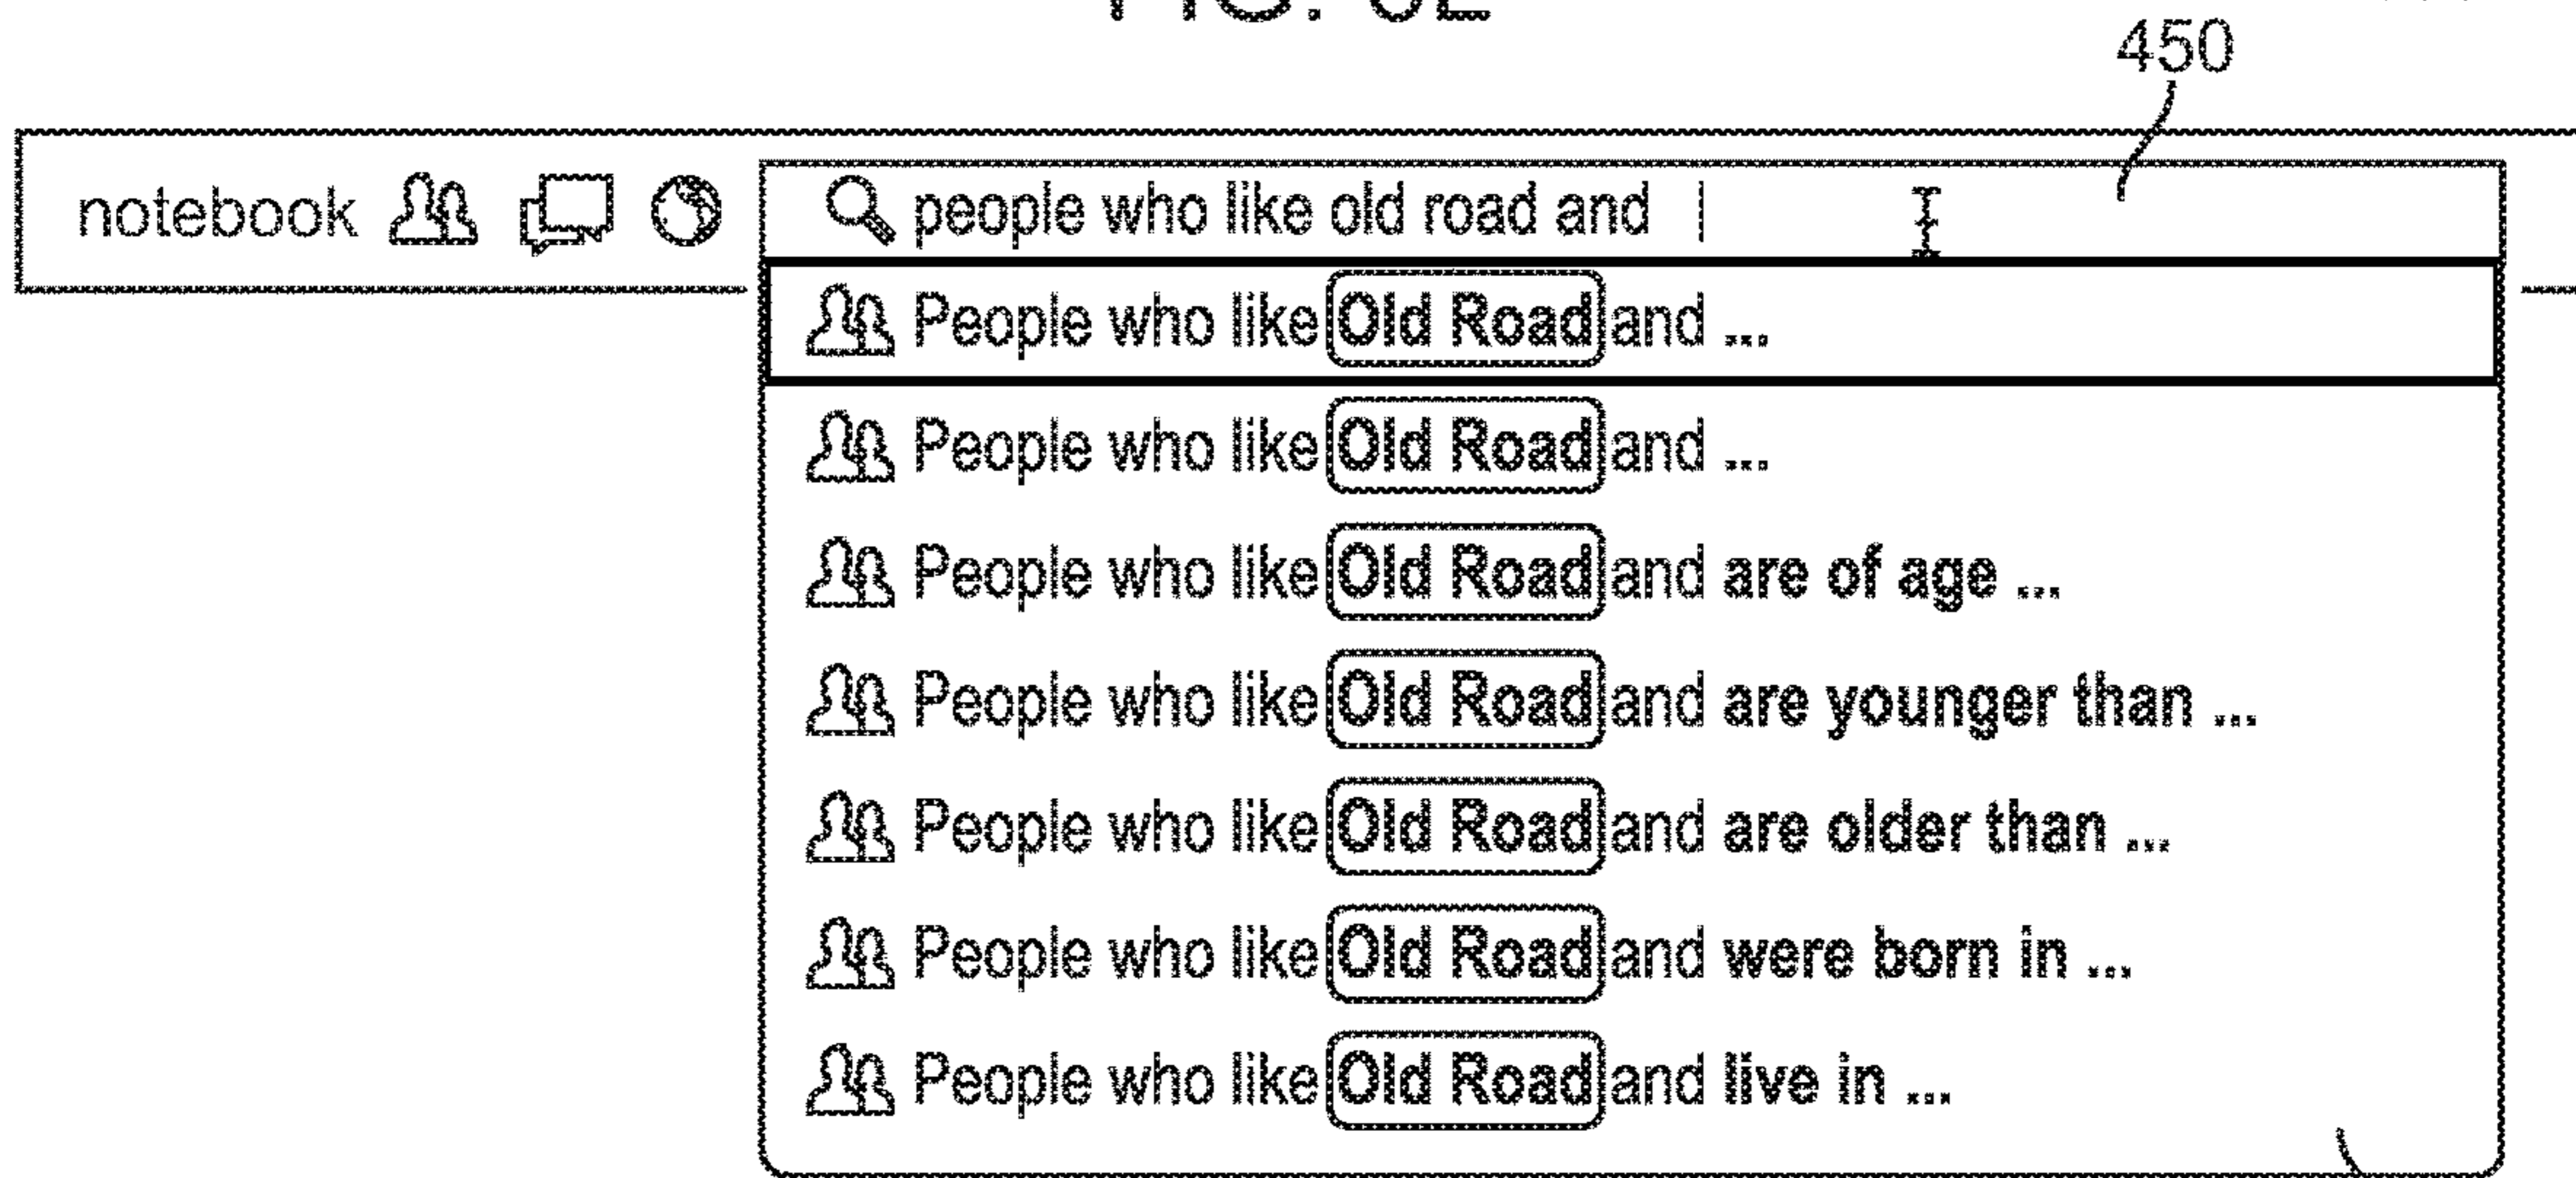 450
notebook people who like old road and
People who like Old Road and ...
People who like Old Road and ...
People who like Old Road and are of age ...
People who like Old Road and are younger than ...
People who like Old Road and are older than ...
People who like Old Road and were born in ...
People who like Old Road and live in ...